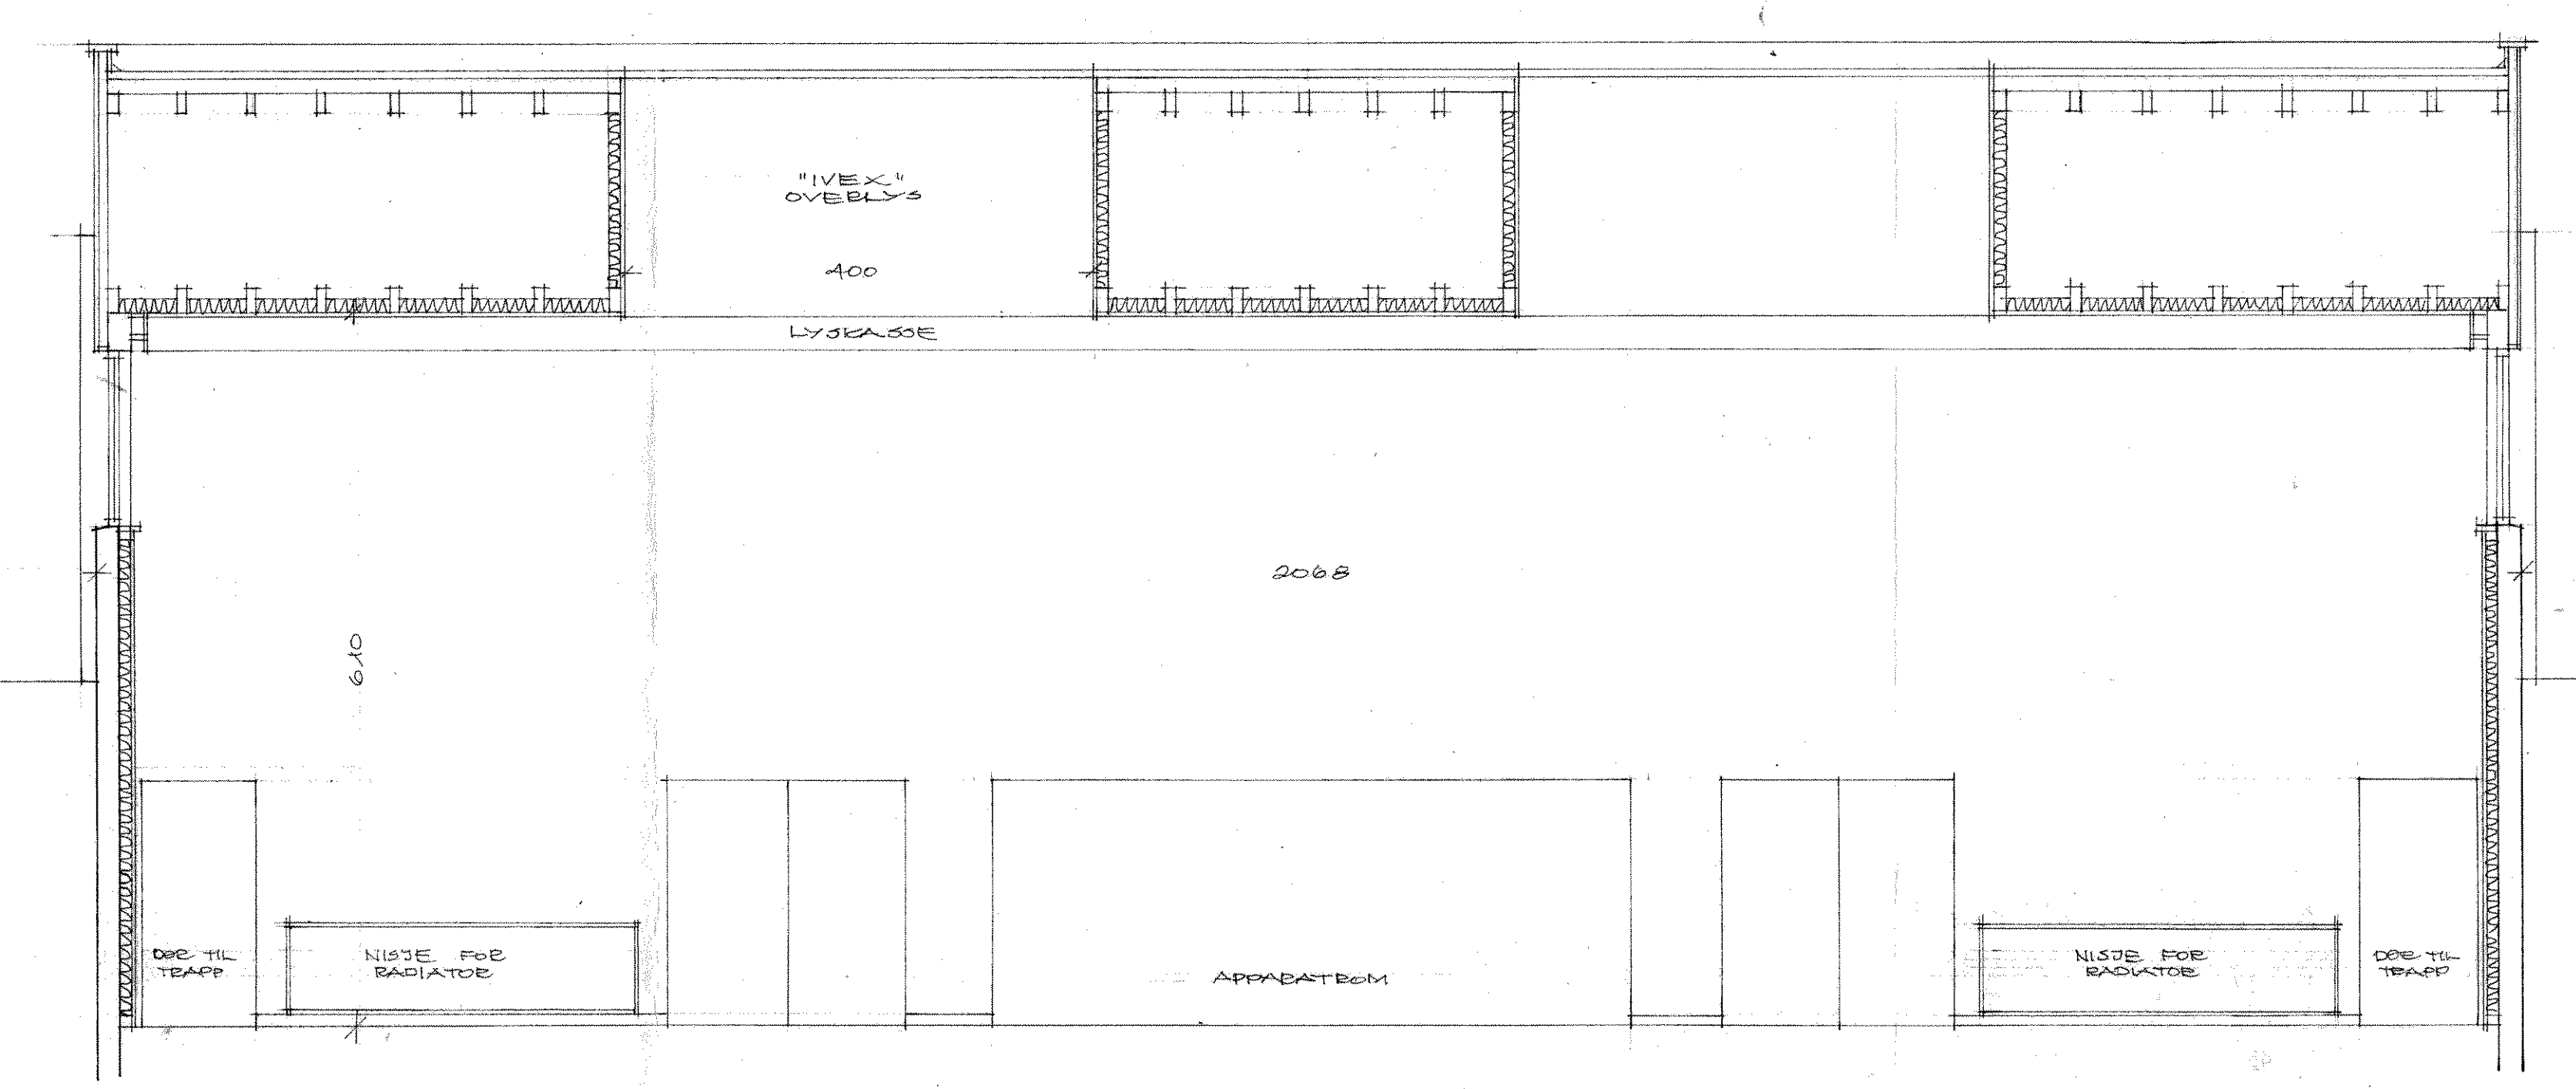 "IVEX"
OVERLYS
400
LYSKASSE
2068
610
DØR TIL
TRAPP
NISJE FOR
RADIATOR
APPARATROM
NISJE FOR
RADIATOR
DØR TIL
TRAPP